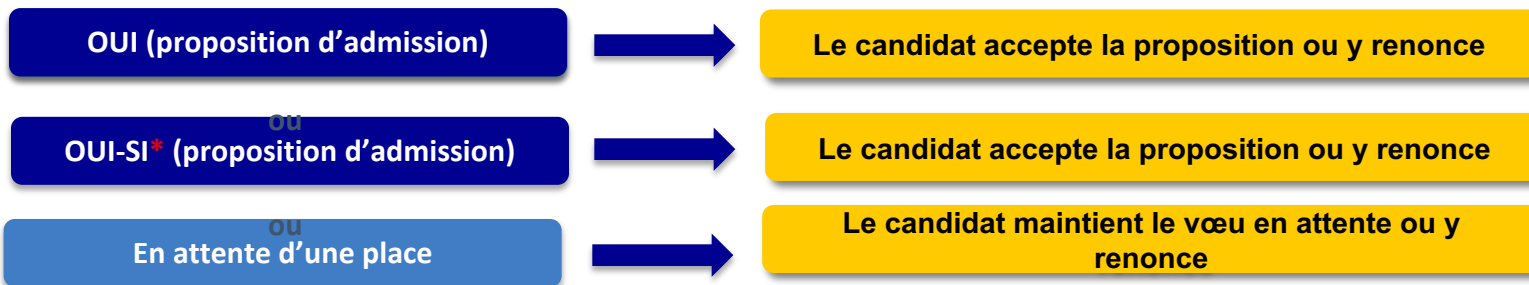 OUI (proposition d’admission)
Le candidat accepte la proposition ou y renonce
ou
OUI-SI* (proposition d’admission)
Le candidat accepte la proposition ou y renonce
ou
En attente d’une place
Le candidat maintient le vœu en attente ou y
renonce